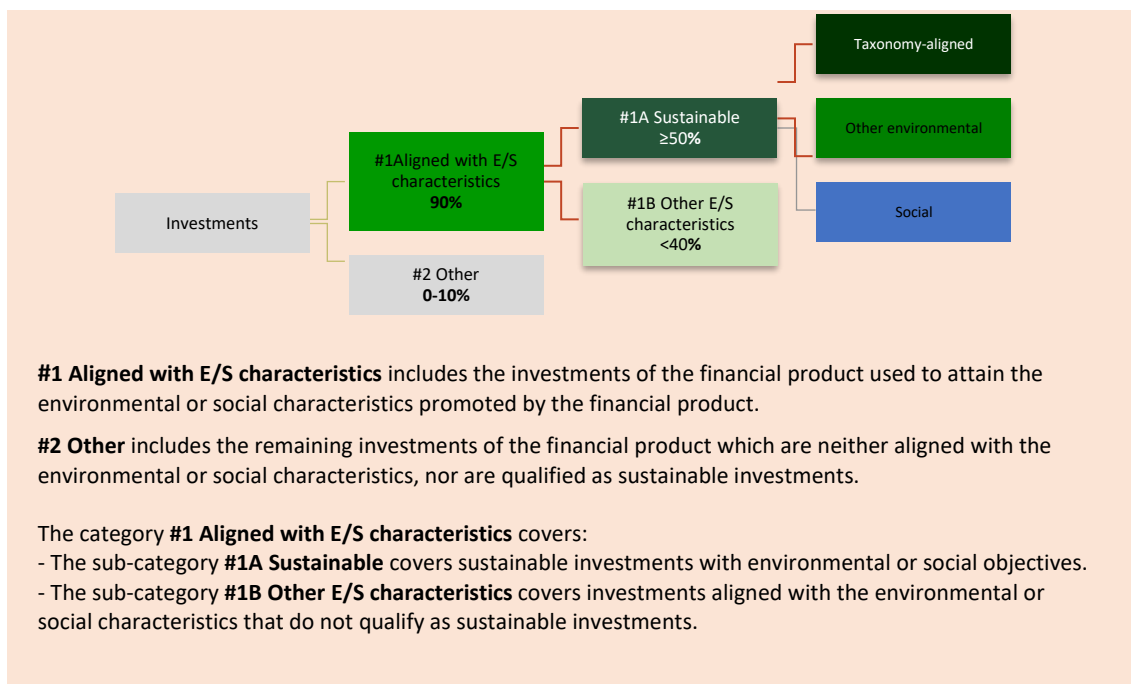 Taxonomy-aligned
#1A Sustainable
≥50%
Other environmental
#1Aligned with E/S
characteristics
90%
#1B Other E/S
characteristics
<40%
Social
Investments
#2 Other
0-10%
#1 Aligned with E/S characteristics includes the investments of the financial product used to attain the
environmental or social characteristics promoted by the financial product.
#2 Other includes the remaining investments of the financial product which are neither aligned with the
environmental or social characteristics, nor are qualified as sustainable investments.
The category #1 Aligned with E/S characteristics covers:
- The sub-category #1A Sustainable covers sustainable investments with environmental or social objectives.
- The sub-category #1B Other E/S characteristics covers investments aligned with the environmental or
social characteristics that do not qualify as sustainable investments.